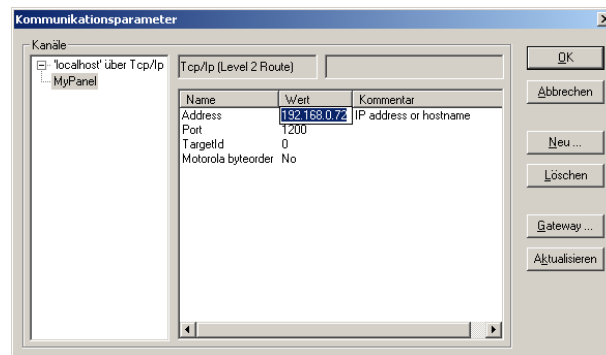 Kommunikationsparameter
Kanäle
'localhost' über Tcp/Ip
MyPanel
Tcp/Ip (Level 2 Route)
Name Wert Kommentar
Address 192.168.0.72 IP address or hostname
Port 1200
TargetId 0
Motorola byteorder No
OK
Abbrechen
Neu ...
Löschen
Gateway ...
Aktualisieren